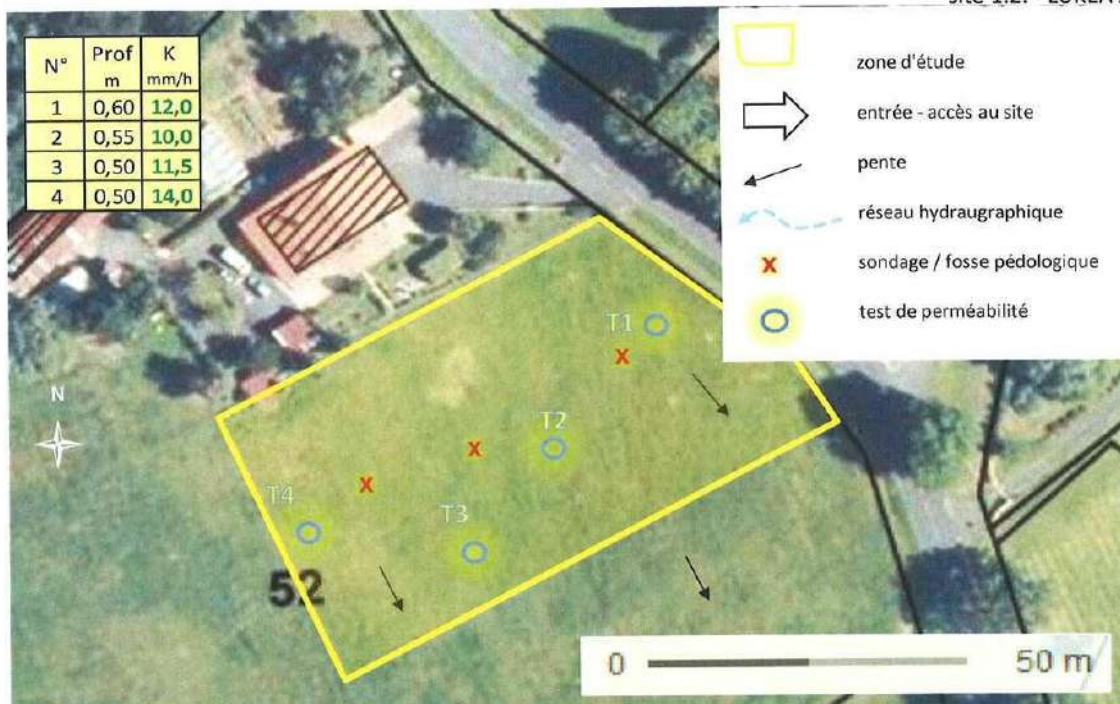 N° Prof m K mm/h
1 0,60 12,0
2 0,55 10,0
3 0,50 11,5
4 0,50 14,0
zone d'étude
entrée - accès au site
pente
réseau hydraugraphique
sondage / fosse pédologique
test de perméabilité
T1
x
T2
x
x
N
T4
T3
52
0 50 m